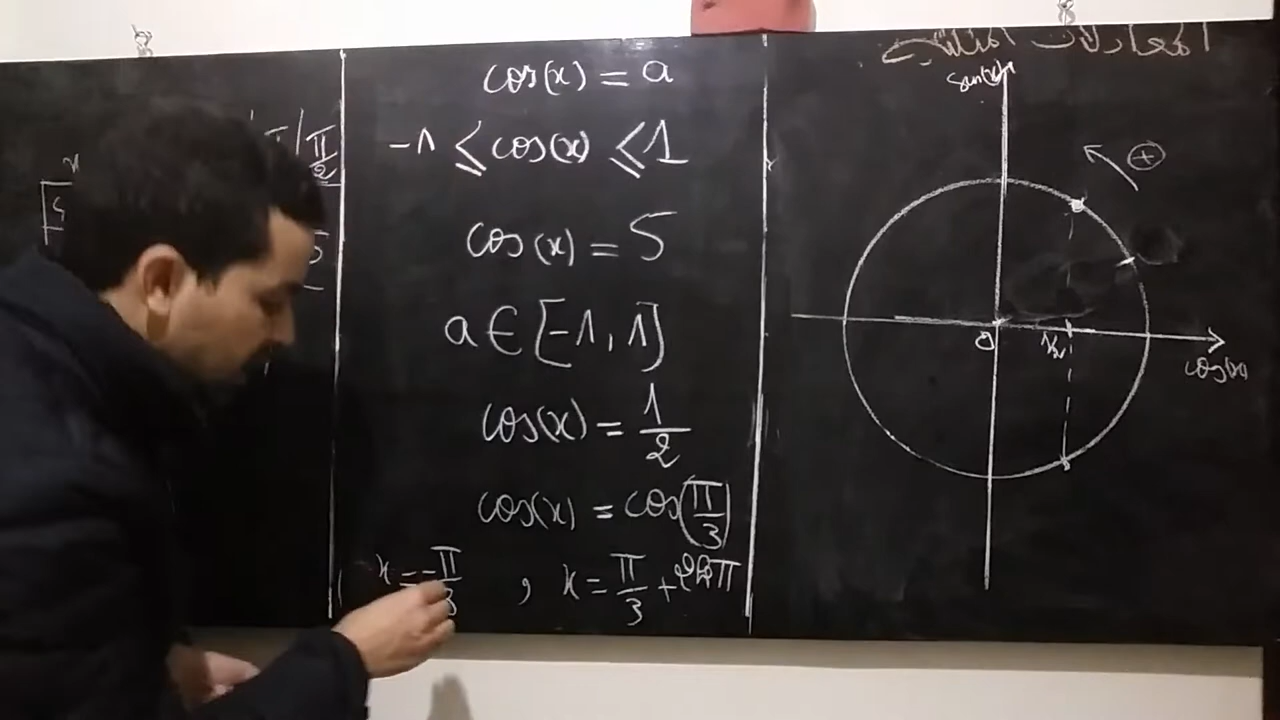 المعادلات المثلثية
cos(x) = a
-1 ≤ cos(x) ≤ 1
cos(x) = 5
a ∈ [-1, 1]
cos(x) = 1/2
cos(x) = cos(π/3)
x = -π/3 , x = π/3 + 2kπ
π/2
sin(x)
⊕
O
1/2
cos(x)